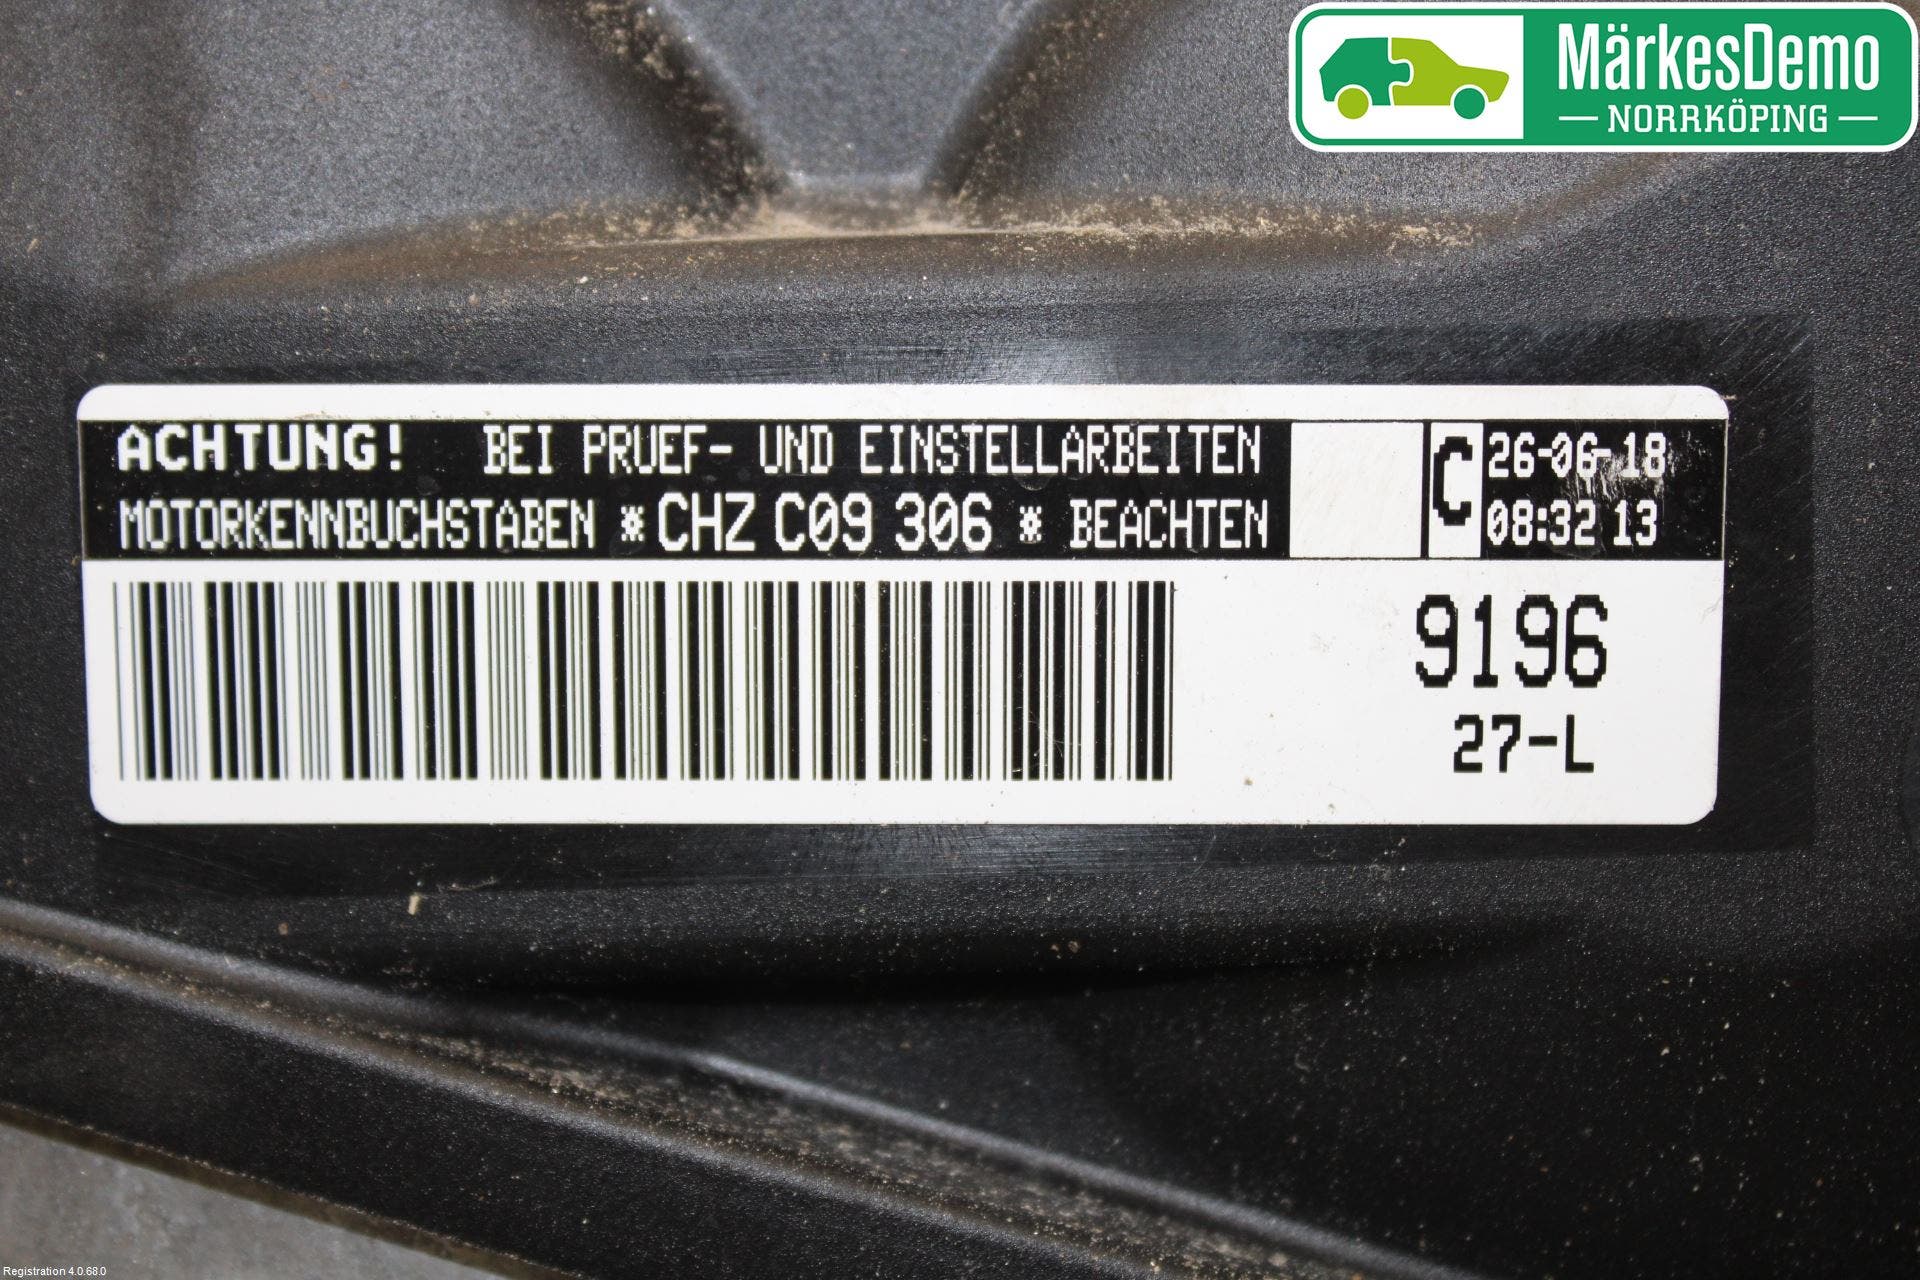 MärkesDemo
NORRKÖPING
ACHTUNG! BEI PRUEF- UND EINSTELLARBEITEN
MOTORKENNBUCHSTABEN *CHZ C09 306 * BEACHTEN
C
26-06-18
08:32 13
9196
27-L
Registration 4.0.68.0